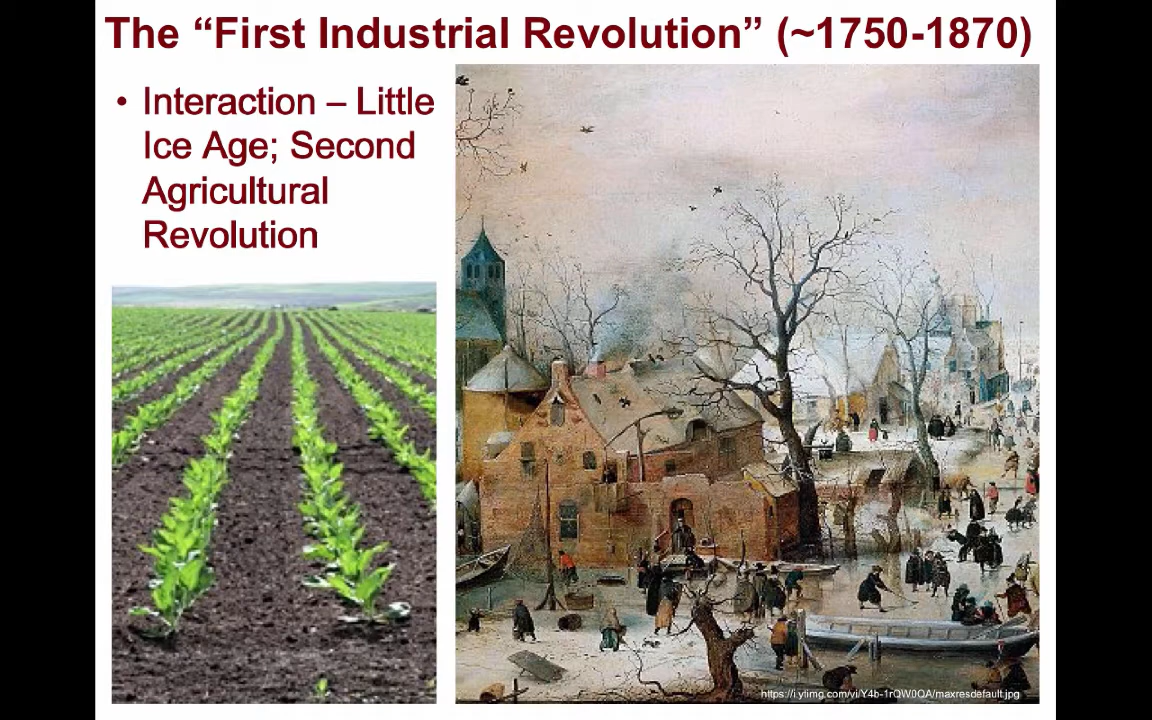 The “First Industrial Revolution” (~1750-1870)
• Interaction – Little
Ice Age; Second
Agricultural
Revolution
https://i.ytimg.com/vi/Y4b-1rQW0QA/maxresdefault.jpg